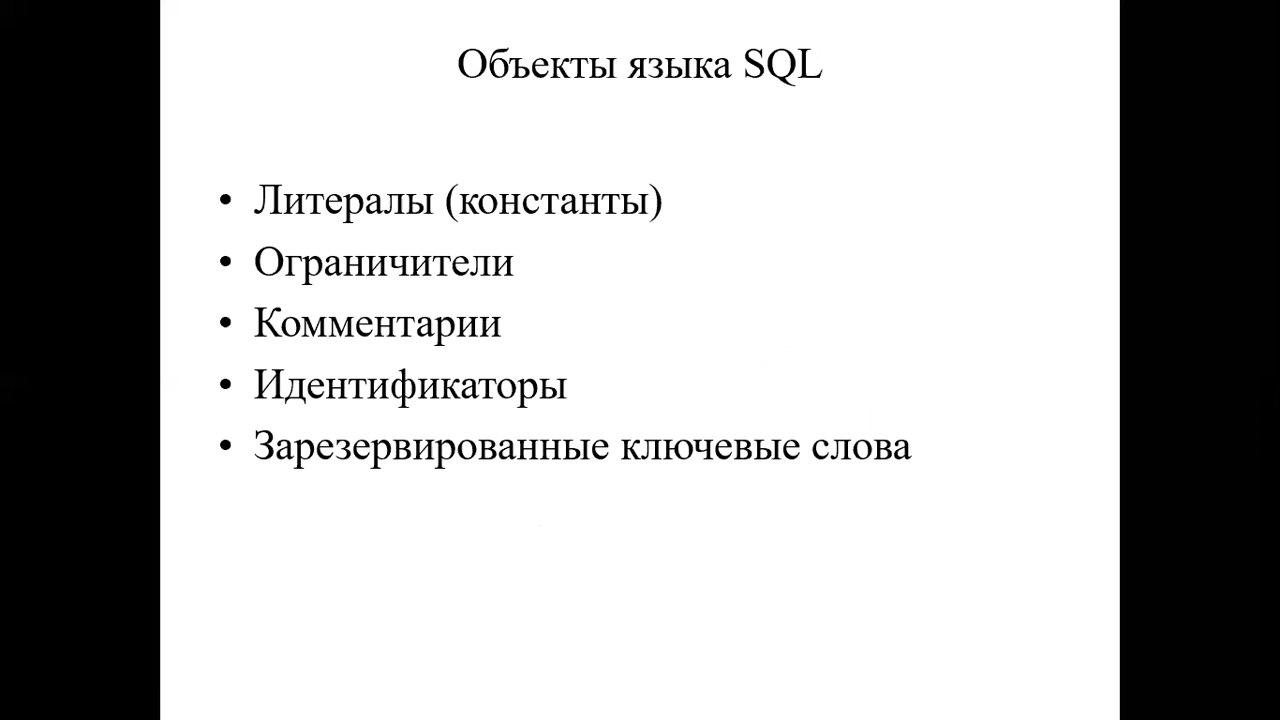 Объекты языка SQL
• Литералы (константы)
• Ограничители
• Комментарии
• Идентификаторы
• Зарезервированные ключевые слова